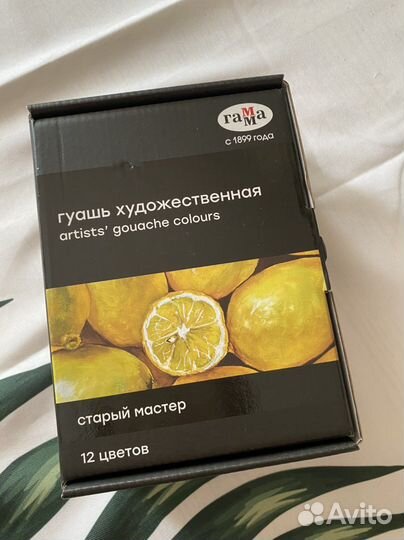 гамма
с 1899 года
гуашь художественная
artists' gouache colours
старый мастер
12 цветов
Avito